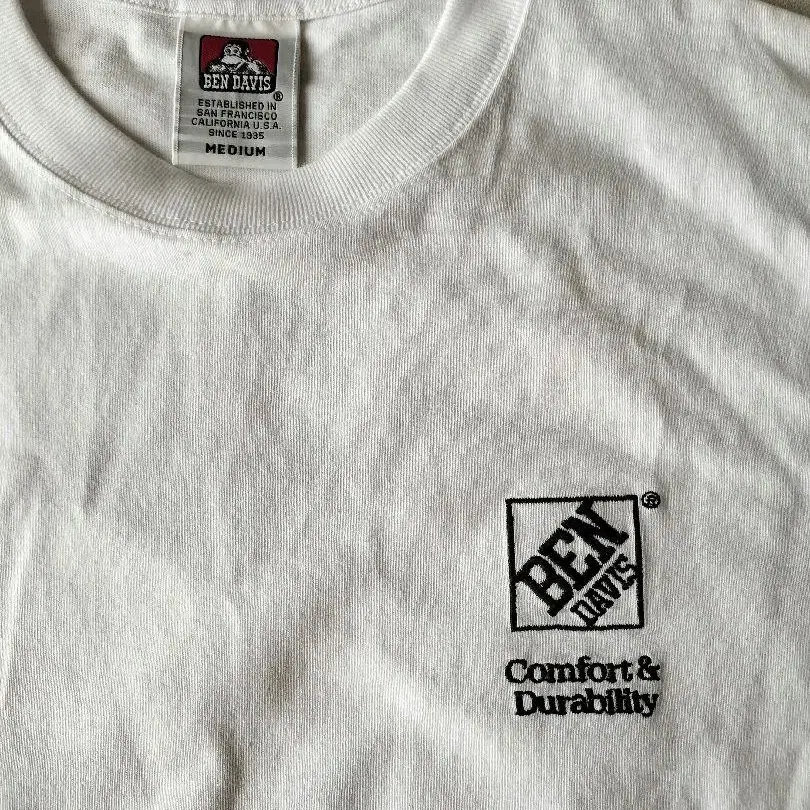 BEN DAVIS
®
ESTABLISHED IN
SAN FRANCISCO
CALIFORNIA U.S.A.
SINCE 1935
MEDIUM
®
BEN
DAVIS
Comfort &
Durability